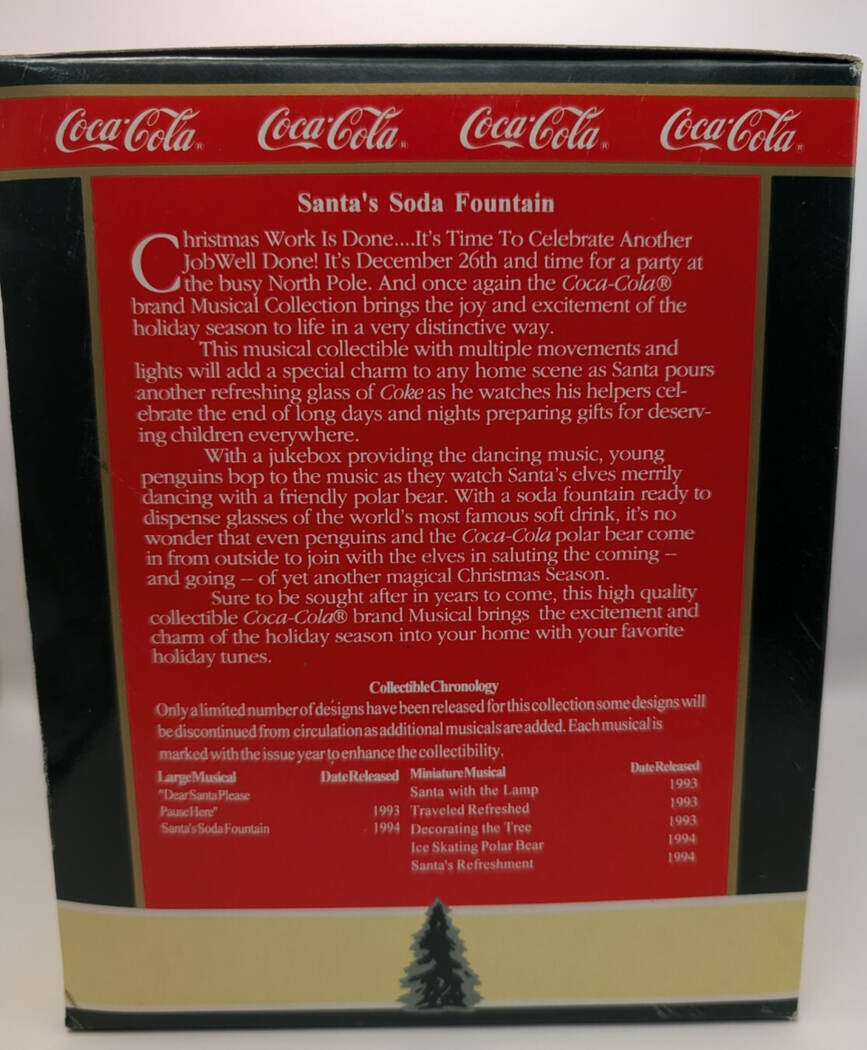 Coca-Cola® Coca-Cola® Coca-Cola® Coca-Cola®
Santa's Soda Fountain
Christmas Work Is Done....It's Time To Celebrate Another
JobWell Done! It's December 26th and time for a party at
the busy North Pole. And once again the Coca-Cola®
brand Musical Collection brings the joy and excitement of the
holiday season to life in a very distinctive way.
This musical collectible with multiple movements and
lights will add a special charm to any home scene as Santa pours
another refreshing glass of Coke as he watches his helpers cel-
ebrate the end of long days and nights preparing gifts for deserv-
ing children everywhere.
With a jukebox providing the dancing music, young
penguins bop to the music as they watch Santa's elves merrily
dancing with a friendly polar bear. With a soda fountain ready to
dispense glasses of the world's most famous soft drink, it's no
wonder that even penguins and the Coca-Cola polar bear come
in from outside to join with the elves in saluting the coming --
and going -- of yet another magical Christmas Season.
Sure to be sought after in years to come, this high quality
collectible Coca-Cola® brand Musical brings the excitement and
charm of the holiday season into your home with your favorite
holiday tunes.
Collectible Chronology
Only a limited number of designs have been released for this collection some designs will
be discontinued from circulation as additional musicals are added. Each musical is
marked with the issue year to enhance the collectibility.
Large Musical Date Released
"Dear Santa Please
Pause Here" 1993
Santa's Soda Fountain 1994
Miniature Musical Date Released
Santa with the Lamp 1993
Traveled Refreshed 1993
Decorating the Tree 1993
Ice Skating Polar Bear 1994
Santa's Refreshment 1994